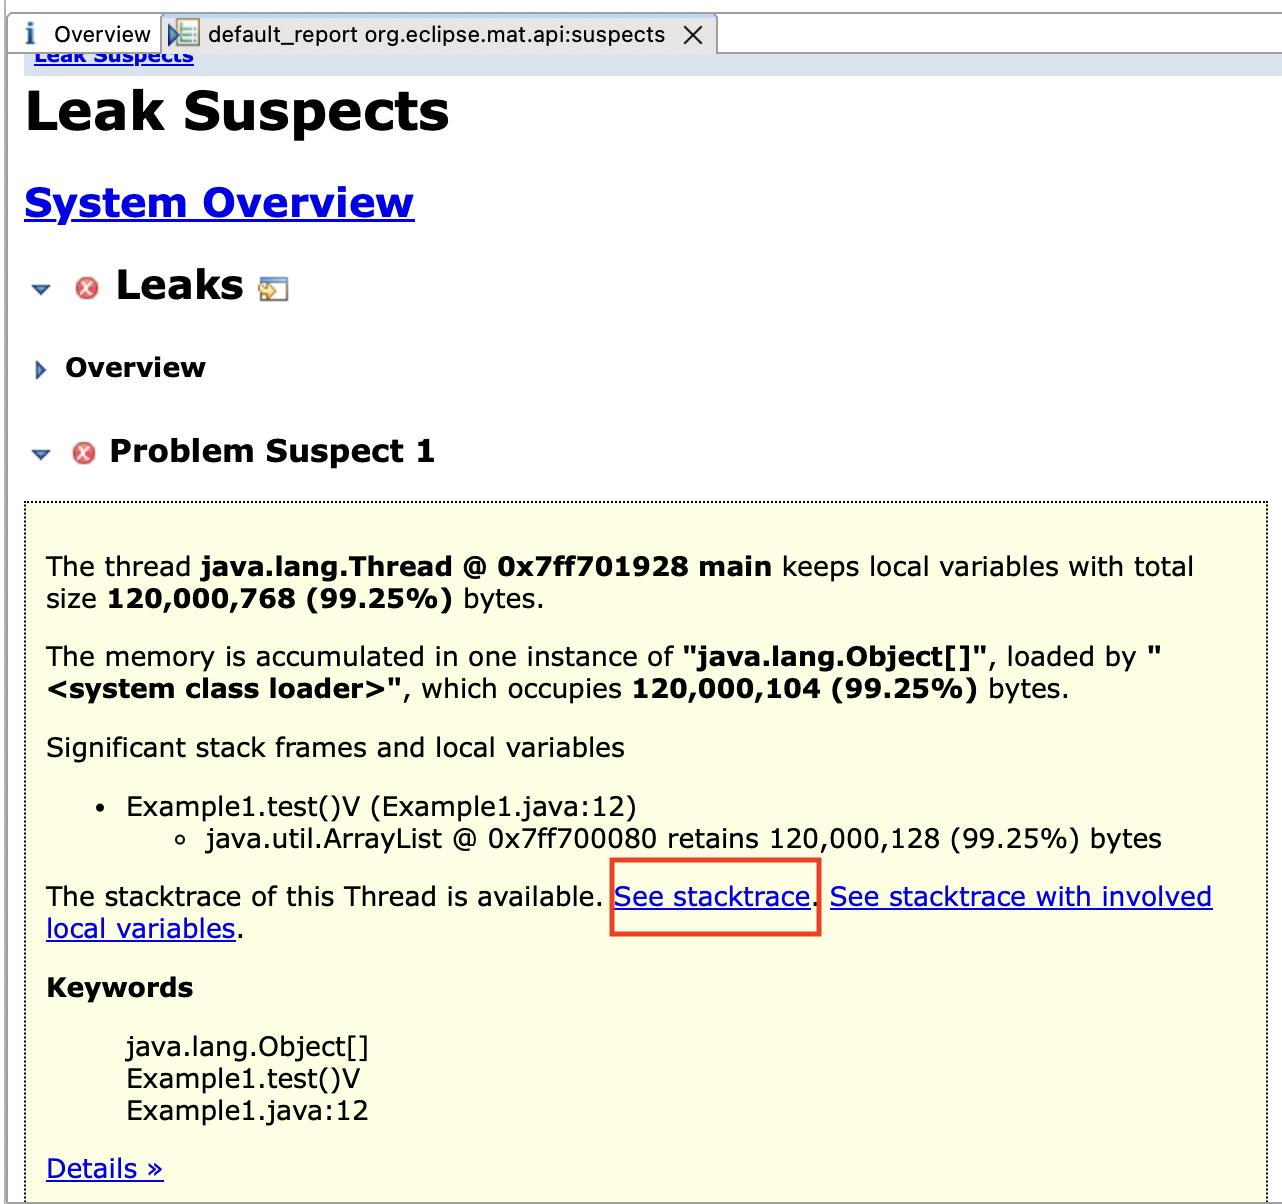 Overview
default_report org.eclipse.mat.api:suspects
Leak Suspects
Leak Suspects
System Overview
Leaks
Overview
Problem Suspect 1
The thread java.lang.Thread @ 0x7ff701928 main keeps local variables with total
size 120,000,768 (99.25%) bytes.
The memory is accumulated in one instance of "java.lang.Object[]", loaded by "
<system class loader>", which occupies 120,000,104 (99.25%) bytes.
Significant stack frames and local variables
• Example1.test()V (Example1.java:12)
◦ java.util.ArrayList @ 0x7ff700080 retains 120,000,128 (99.25%) bytes
The stacktrace of this Thread is available. See stacktrace. See stacktrace with involved
local variables.
Keywords
java.lang.Object[]
Example1.test()V
Example1.java:12
Details »